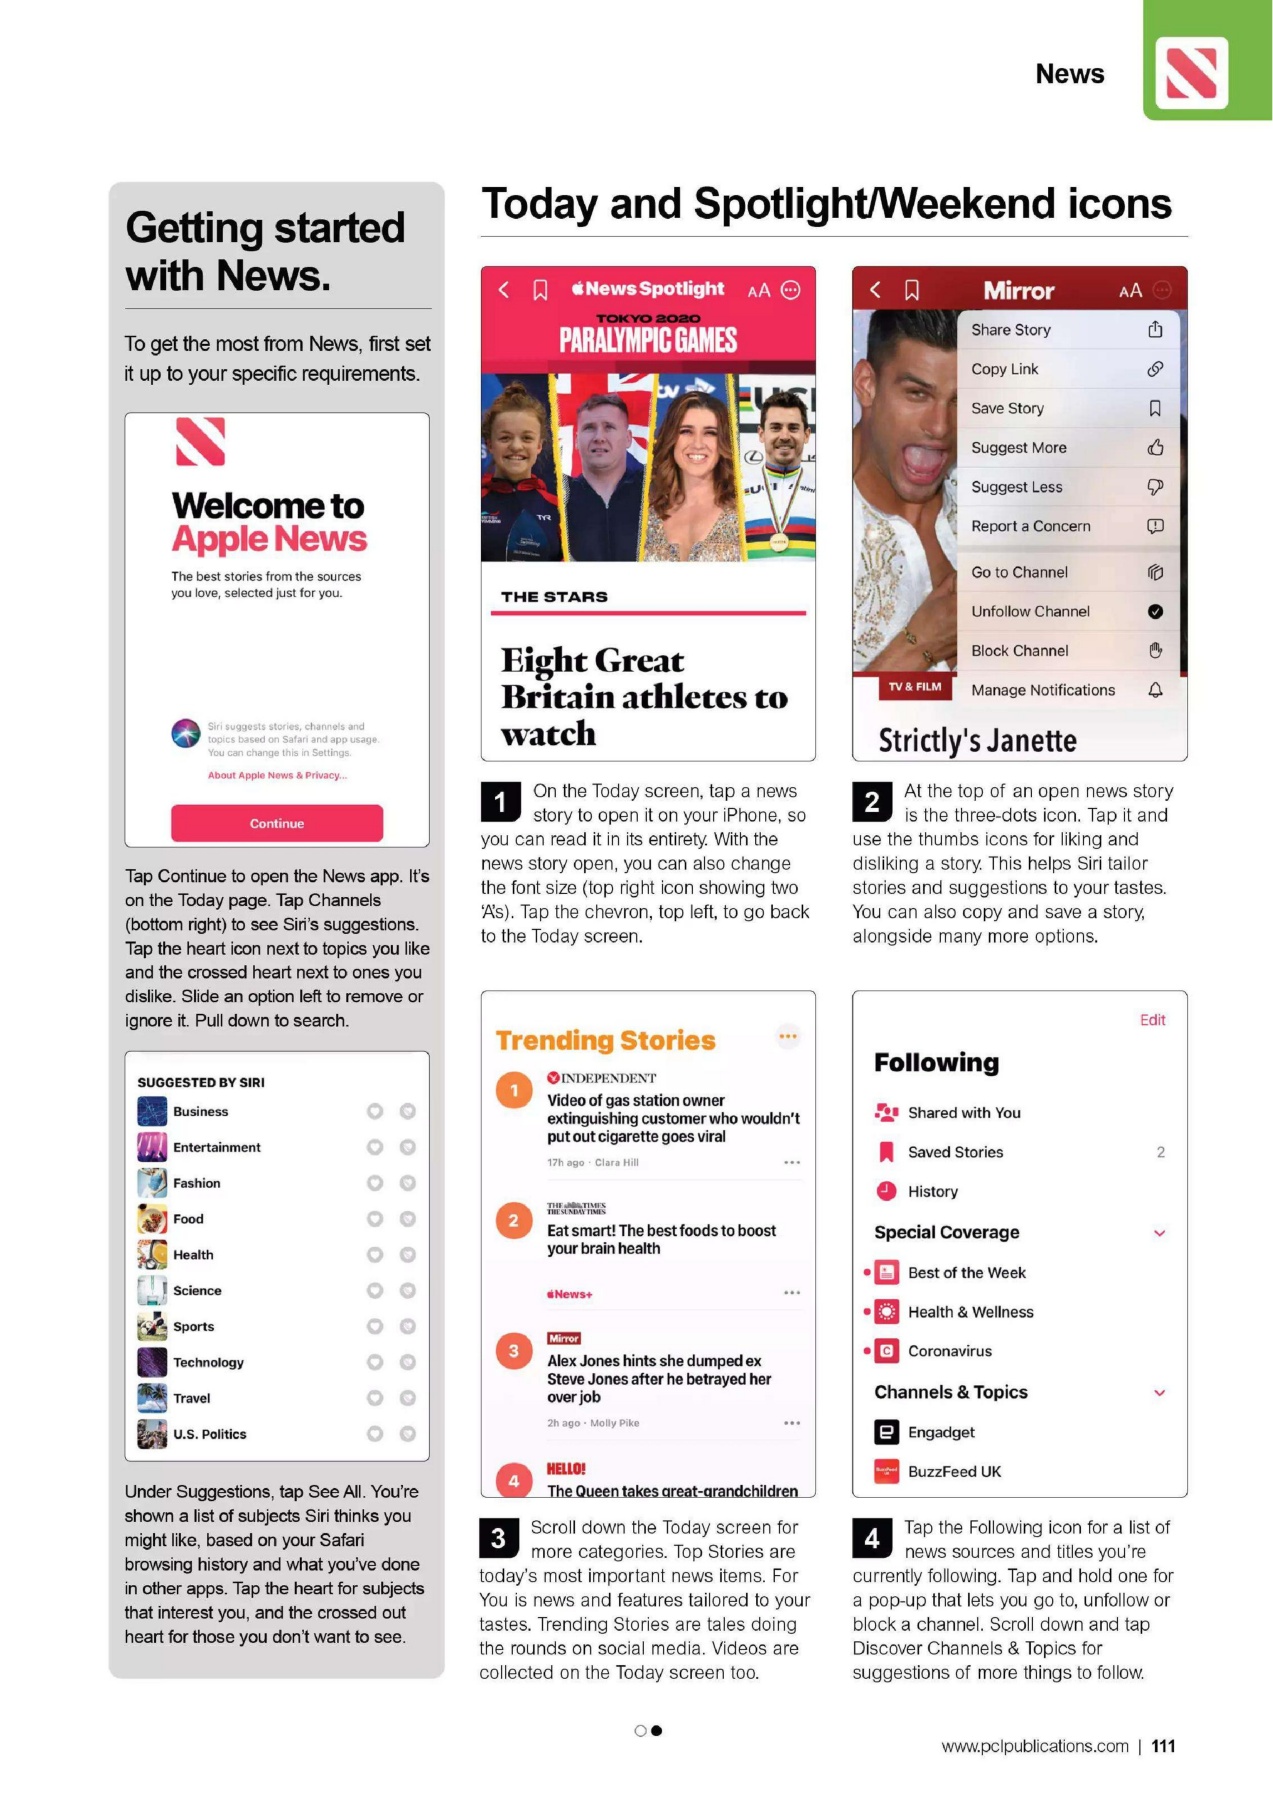 News
Getting started
with News.
To get the most from News, first set
it up to your specific requirements.
Welcome to
Apple News
The best stories from the sources
you love, selected just for you.
Siri suggests stories, channels and
topics based on Safari and app usage.
You can change this in Settings.
About Apple News & Privacy...
Continue
Tap Continue to open the News app. It's
on the Today page. Tap Channels
(bottom right) to see Siri's suggestions.
Tap the heart icon next to topics you like
and the crossed heart next to ones you
dislike. Slide an option left to remove or
ignore it. Pull down to search.
SUGGESTED BY SIRI
Business
Entertainment
Fashion
Food
Health
Science
Sports
Technology
Travel
U.S. Politics
Under Suggestions, tap See All. You're
shown a list of subjects Siri thinks you
might like, based on your Safari
browsing history and what you've done
in other apps. Tap the heart for subjects
that interest you, and the crossed out
heart for those you don't want to see.
Today and Spotlight/Weekend icons
News Spotlight AA
TOKYO 2020
PARALYMPIC GAMES
TYR
THE STARS
Eight Great
Britain athletes to
watch
1 On the Today screen, tap a news
story to open it on your iPhone, so
you can read it in its entirety. With the
news story open, you can also change
the font size (top right icon showing two
'A's). Tap the chevron, top left, to go back
to the Today screen.
Mirror AA
Share Story
Copy Link
Save Story
Suggest More
Suggest Less
Report a Concern
Go to Channel
Unfollow Channel
Block Channel
Manage Notifications
TV & FILM
Strictly's Janette
2 At the top of an open news story
is the three-dots icon. Tap it and
use the thumbs icons for liking and
disliking a story. This helps Siri tailor
stories and suggestions to your tastes.
You can also copy and save a story,
alongside many more options.
Trending Stories
1
INDEPENDENT
Video of gas station owner
extinguishing customer who wouldn't
put out cigarette goes viral
17h ago · Clara Hill
2
THE TIMES
THE SUNDAY TIMES
Eat smart! The best foods to boost
your brain health
News+
3
Mirror
Alex Jones hints she dumped ex
Steve Jones after he betrayed her
over job
2h ago · Molly Pike
4
HELLO!
The Queen takes great-grandchildren
3 Scroll down the Today screen for
more categories. Top Stories are
today's most important news items. For
You is news and features tailored to your
tastes. Trending Stories are tales doing
the rounds on social media. Videos are
collected on the Today screen too.
Edit
Following
Shared with You
Saved Stories 2
History
Special Coverage
Best of the Week
Health & Wellness
Coronavirus
Channels & Topics
Engadget
BuzzFeed UK
4 Tap the Following icon for a list of
news sources and titles you're
currently following. Tap and hold one for
a pop-up that lets you go to, unfollow or
block a channel. Scroll down and tap
Discover Channels & Topics for
suggestions of more things to follow.
www.pclpublications.com | 111